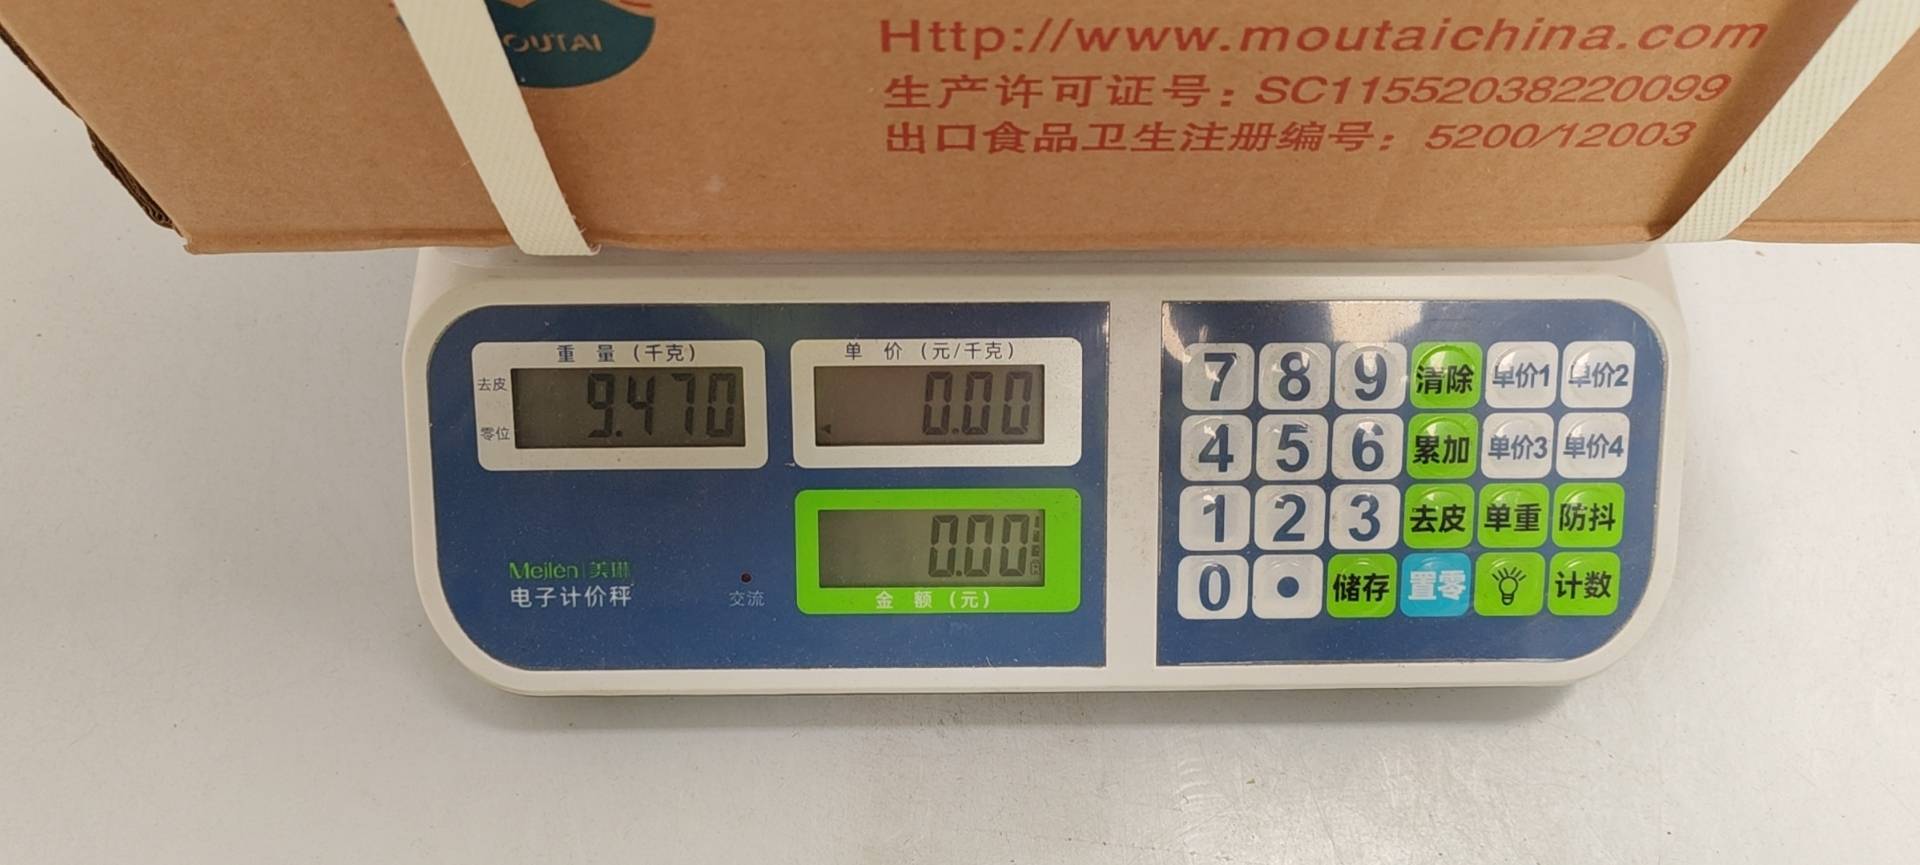 OUTAI
Http://www.moutaichina.com
生产许可证号：SC11552038220099
出口食品卫生注册编号：5200/12003
重量（千克）
去皮
零位
9.470
单价（元/千克）
0.00
0.00
金额（元）
Meilen 美琳
电子计价秤
交流
7 8 9 清除 单价1 单价2
4 5 6 累加 单价3 单价4
1 2 3 去皮 单重 防抖
0 . 储存 置零 计数